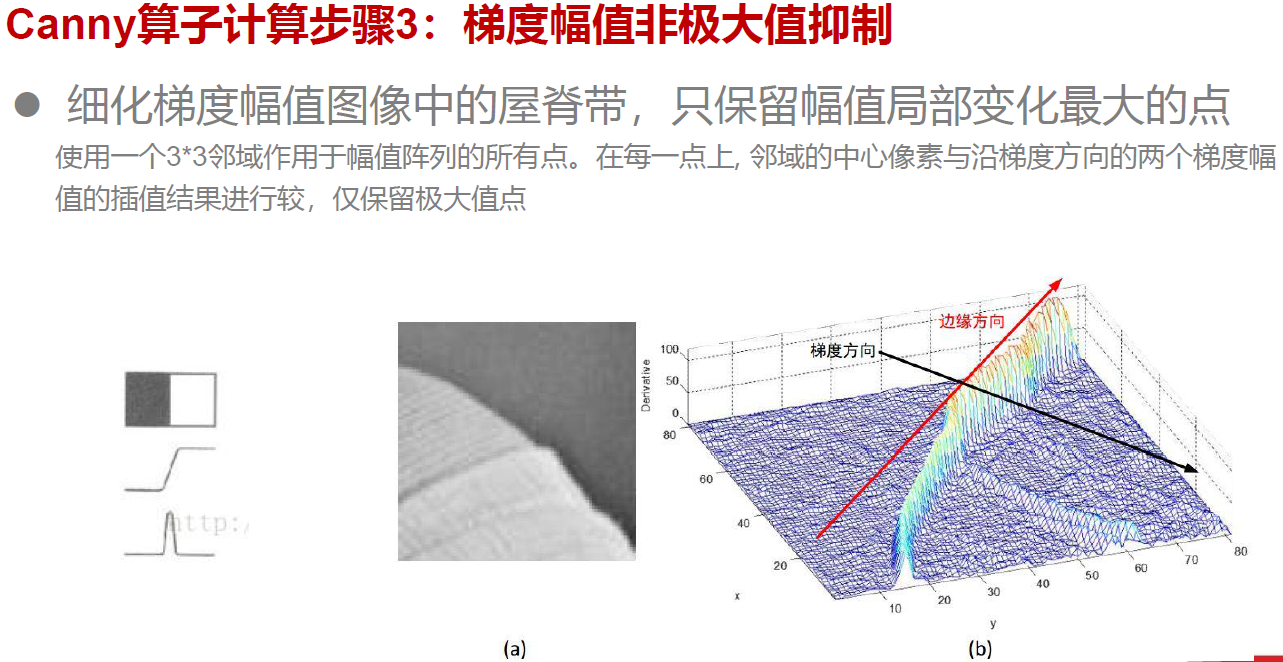 Canny算子计算步骤3：梯度幅值非极大值抑制
● 细化梯度幅值图像中的屋脊带，只保留幅值局部变化最大的点
使用一个3*3邻域作用于幅值阵列的所有点。在每一点上, 邻域的中心像素与沿梯度方向的两个梯度幅
值的插值结果进行较，仅保留极大值点
http:/
边缘方向
梯度方向
Derivative
100
50
0
80
60
40
20
x
10
20
30
40
50
60
70
80
y
(a)
(b)